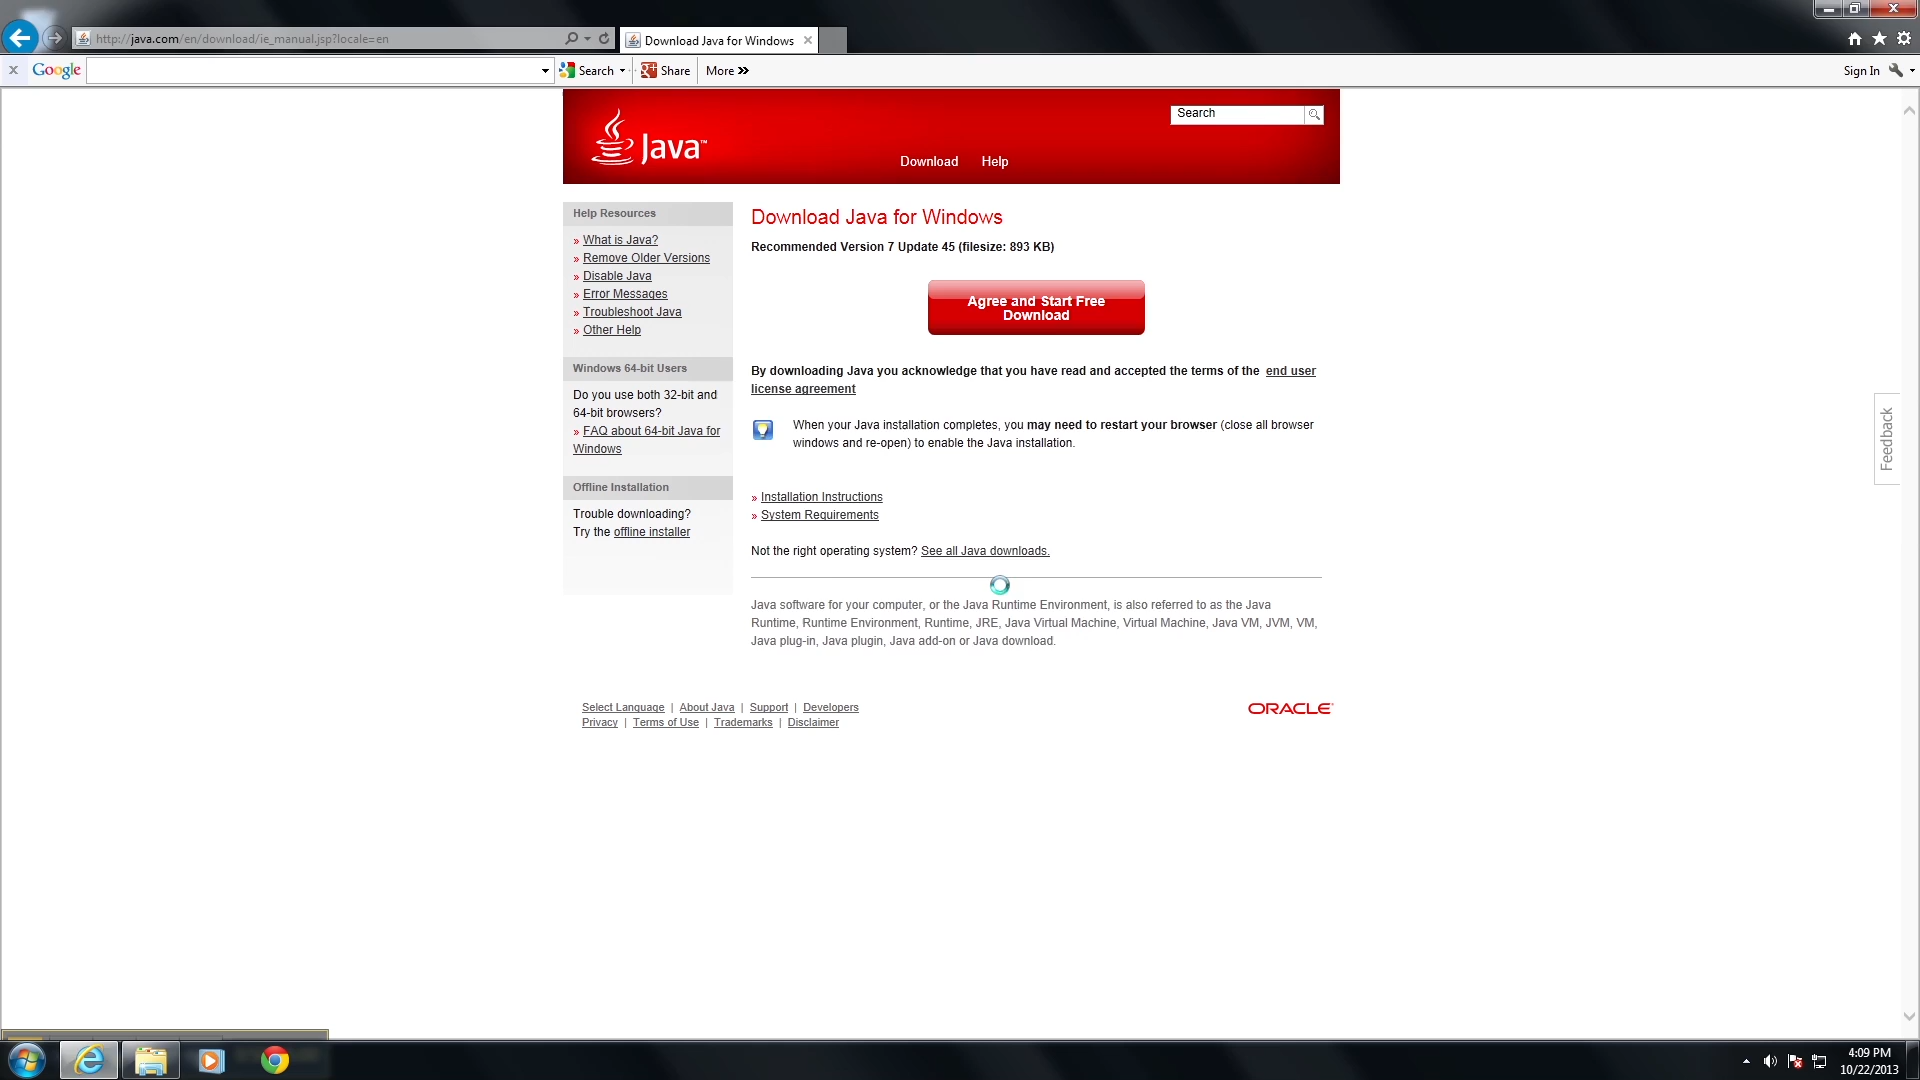 http://java.com/en/download/ie_manual.jsp?locale=en
Download Java for Windows
Google
Search
Share
More »
Sign In
Java™
Search
Download
Help
Help Resources
» What is Java?
» Remove Older Versions
» Disable Java
» Error Messages
» Troubleshoot Java
» Other Help
Windows 64-bit Users
Do you use both 32-bit and
64-bit browsers?
» FAQ about 64-bit Java for
Windows
Offline Installation
Trouble downloading?
Try the offline installer
Download Java for Windows
Recommended Version 7 Update 45 (filesize: 893 KB)
Agree and Start Free
Download
By downloading Java you acknowledge that you have read and accepted the terms of the end user
license agreement
When your Java installation completes, you may need to restart your browser (close all browser
windows and re-open) to enable the Java installation.
» Installation Instructions
» System Requirements
Not the right operating system? See all Java downloads.
Java software for your computer, or the Java Runtime Environment, is also referred to as the Java
Runtime, Runtime Environment, Runtime, JRE, Java Virtual Machine, Virtual Machine, Java VM, JVM, VM,
Java plug-in, Java plugin, Java add-on or Java download.
Feedback
Select Language | About Java | Support | Developers
Privacy | Terms of Use | Trademarks | Disclaimer
ORACLE
4:09 PM
10/22/2013